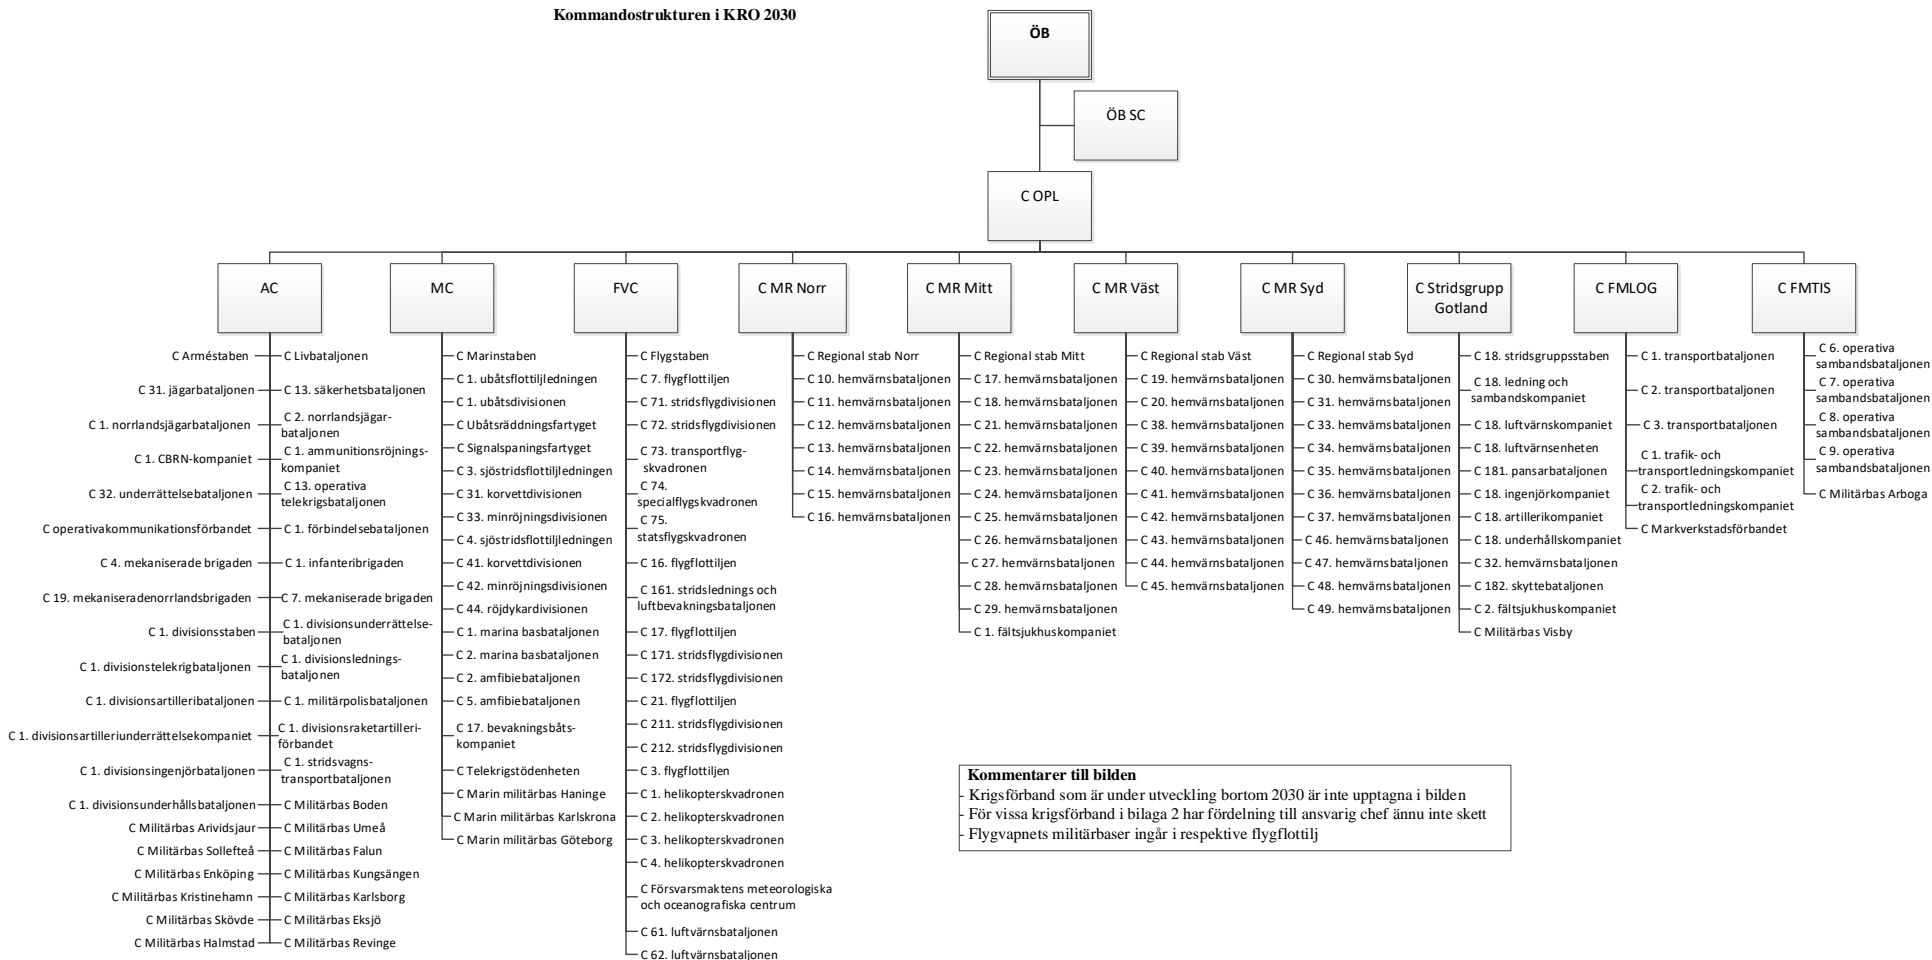 Kommandostrukturen i KRO 2030
ÖB
ÖB SC
C OPL
AC
MC
FVC
C MR Norr
C MR Mitt
C MR Väst
C MR Syd
C Stridsgrupp
Gotland
C FMLOG
C FMTIS
C Arméstaben
C 31. jägarbataljonen
C 1. norrlandsjägarbataljonen
C 1. CBRN-kompaniet
C 32. underrättelsebataljonen
C operativakommunikationsförbandet
C 4. mekaniserade brigaden
C 19. mekaniseradenorrlandsbrigaden
C 1. divisionsstaben
C 1. divisionstelekrigbataljonen
C 1. divisionsartilleribataljonen
C 1. divisionsartilleriunderrättelsekompaniet
C 1. divisionsingenjörbataljonen
C 1. divisionsunderhållsbataljonen
C Militärbas Arividsjaur
C Militärbas Sollefteå
C Militärbas Enköping
C Militärbas Kristinehamn
C Militärbas Skövde
C Militärbas Halmstad
C Livbataljonen
C 13. säkerhetsbataljonen
C 2. norrlandsjägar-
bataljonen
C 1. ammunitionsröjnings-
kompaniet
C 13. operativa
telekrigsbataljonen
C 1. förbindelsebataljonen
C 1. infanteribrigaden
C 7. mekaniserade brigaden
C 1. divisionsunderrättelse-
bataljonen
C 1. divisionslednings-
bataljonen
C 1. militärpolisbataljonen
C 1. divisionsraketartilleri-
förbandet
C 1. stridsvagns-
transportbataljonen
C Militärbas Boden
C Militärbas Umeå
C Militärbas Falun
C Militärbas Kungsängen
C Militärbas Karlsborg
C Militärbas Eksjö
C Militärbas Revinge
C Marinstaben
C 1. ubåtsflottiljledningen
C 1. ubåtsdivisionen
C Ubåtsräddningsfartyget
C Signalspaningsfartyget
C 3. sjöstridsflottiljledningen
C 31. korvettdivisionen
C 33. minröjningsdivisionen
C 4. sjöstridsflottiljledningen
C 41. korvettdivisionen
C 42. minröjningsdivisionen
C 44. röjdykardivisionen
C 1. marina basbataljonen
C 2. marina basbataljonen
C 2. amfibiebataljonen
C 5. amfibiebataljonen
C 17. bevakningsbåts-
kompaniet
C Telekrigstödenheten
C Marin militärbas Haninge
C Marin militärbas Karlskrona
C Marin militärbas Göteborg
C Flygstaben
C 7. flygflottiljen
C 71. stridsflygdivisionen
C 72. stridsflygdivisionen
C 73. transportflyg-
skvadronen
C 74.
specialflygskvadronen
C 75.
statsflygskvadronen
C 16. flygflottiljen
C 161. stridslednings och
luftbevakningsbataljonen
C 17. flygflottiljen
C 171. stridsflygdivisionen
C 172. stridsflygdivisionen
C 21. flygflottiljen
C 211. stridsflygdivisionen
C 212. stridsflygdivisionen
C 3. flygflottiljen
C 1. helikopterskvadronen
C 2. helikopterskvadronen
C 3. helikopterskvadronen
C 4. helikopterskvadronen
C Försvarsmaktens meteorologiska
och oceanografiska centrum
C 61. luftvärnsbataljonen
C 62. luftvärnsbataljonen
C Regional stab Norr
C 10. hemvärnsbataljonen
C 11. hemvärnsbataljonen
C 12. hemvärnsbataljonen
C 13. hemvärnsbataljonen
C 14. hemvärnsbataljonen
C 15. hemvärnsbataljonen
C 16. hemvärnsbataljonen
C Regional stab Mitt
C 17. hemvärnsbataljonen
C 18. hemvärnsbataljonen
C 21. hemvärnsbataljonen
C 22. hemvärnsbataljonen
C 23. hemvärnsbataljonen
C 24. hemvärnsbataljonen
C 25. hemvärnsbataljonen
C 26. hemvärnsbataljonen
C 27. hemvärnsbataljonen
C 28. hemvärnsbataljonen
C 29. hemvärnsbataljonen
C 1. fältsjukhuskompaniet
C Regional stab Väst
C 19. hemvärnsbataljonen
C 20. hemvärnsbataljonen
C 38. hemvärnsbataljonen
C 39. hemvärnsbataljonen
C 40. hemvärnsbataljonen
C 41. hemvärnsbataljonen
C 42. hemvärnsbataljonen
C 43. hemvärnsbataljonen
C 44. hemvärnsbataljonen
C 45. hemvärnsbataljonen
C Regional stab Syd
C 30. hemvärnsbataljonen
C 31. hemvärnsbataljonen
C 33. hemvärnsbataljonen
C 34. hemvärnsbataljonen
C 35. hemvärnsbataljonen
C 36. hemvärnsbataljonen
C 37. hemvärnsbataljonen
C 46. hemvärnsbataljonen
C 47. hemvärnsbataljonen
C 48. hemvärnsbataljonen
C 49. hemvärnsbataljonen
C 18. stridsgruppsstaben
C 18. ledning och
sambandskompaniet
C 18. luftvärnskompaniet
C 18. luftvärnsenheten
C 181. pansarbataljonen
C 18. ingenjörkompaniet
C 18. artillerikompaniet
C 18. underhållskompaniet
C 32. hemvärnsbataljonen
C 182. skyttebataljonen
C 2. fältsjukhuskompaniet
C Militärbas Visby
C 1. transportbataljonen
C 2. transportbataljonen
C 3. transportbataljonen
C 1. trafik- och
transportledningskompaniet
C 2. trafik- och
transportledningskompaniet
C Markverkstadsförbandet
C 6. operativa
sambandsbataljonen
C 7. operativa
sambandsbataljonen
C 8. operativa
sambandsbataljonen
C 9. operativa
sambandsbataljonen
C Militärbas Arboga
Kommentarer till bilden
- Krigsförband som är under utveckling bortom 2030 är inte upptagna i bilden
- För vissa krigsförband i bilaga 2 har fördelning till ansvarig chef ännu inte skett
- Flygvapnets militärbaser ingår i respektive flygflottilj